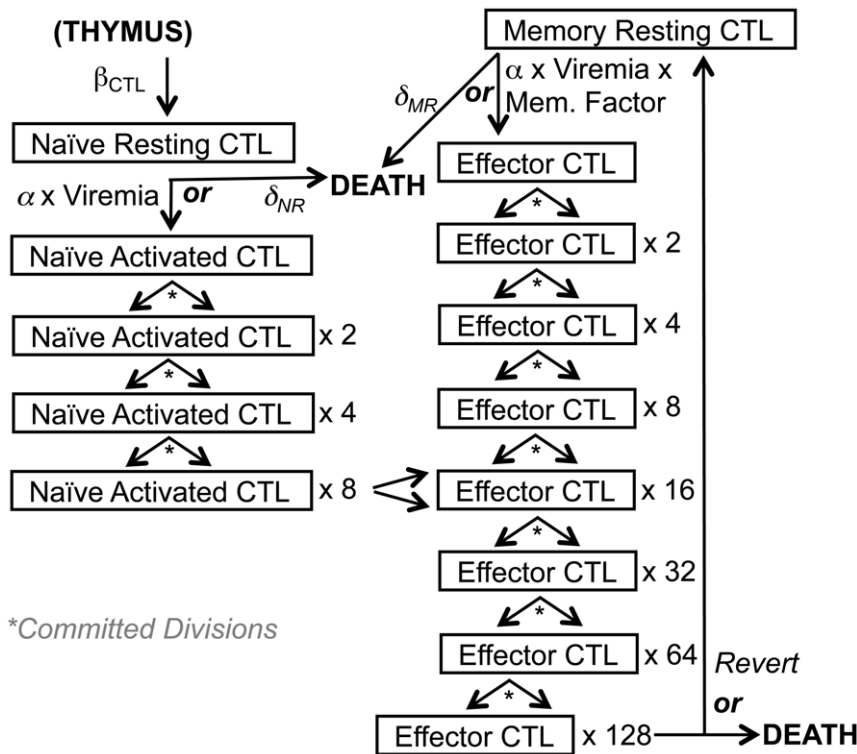 (THYMUS)
βCTL
Naïve Resting CTL
α x Viremia
or
δNR
DEATH
Naïve Activated CTL
*
Naïve Activated CTL x 2
*
Naïve Activated CTL x 4
*
Naïve Activated CTL x 8
*Committed Divisions
Memory Resting CTL
δMR
or
α x Viremia x
Mem. Factor
Effector CTL
*
Effector CTL x 2
*
Effector CTL x 4
*
Effector CTL x 8
*
Effector CTL x 16
*
Effector CTL x 32
*
Effector CTL x 64
*
Effector CTL x 128
Revert
or
DEATH